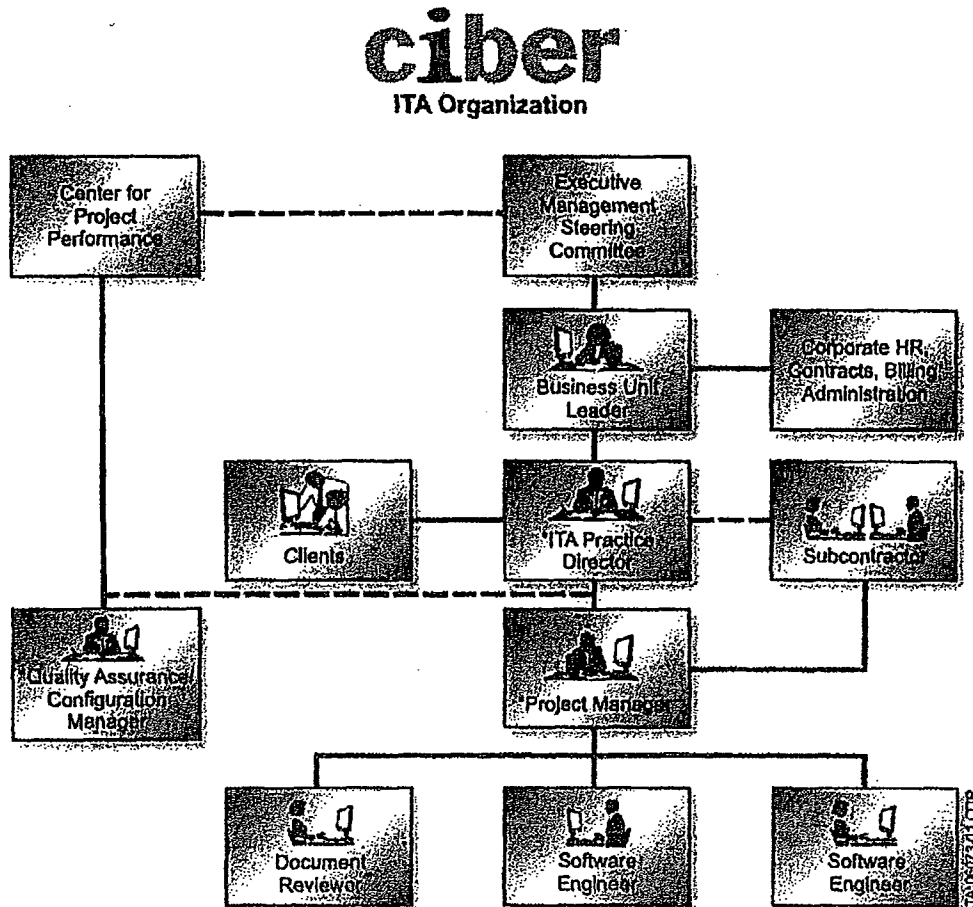 ciber
ITA Organization
Center for
Project
Performance
Executive
Management
Steering
Committee
Business Unit
Leader
Corporate HR,
Contracts, Billing
Administration
Clients
*ITA Practice
Director
Subcontractor
*Quality Assurance
Configuration
Manager
*Project Manager
Document
Reviewer
Software
Engineer
Software
Engineer